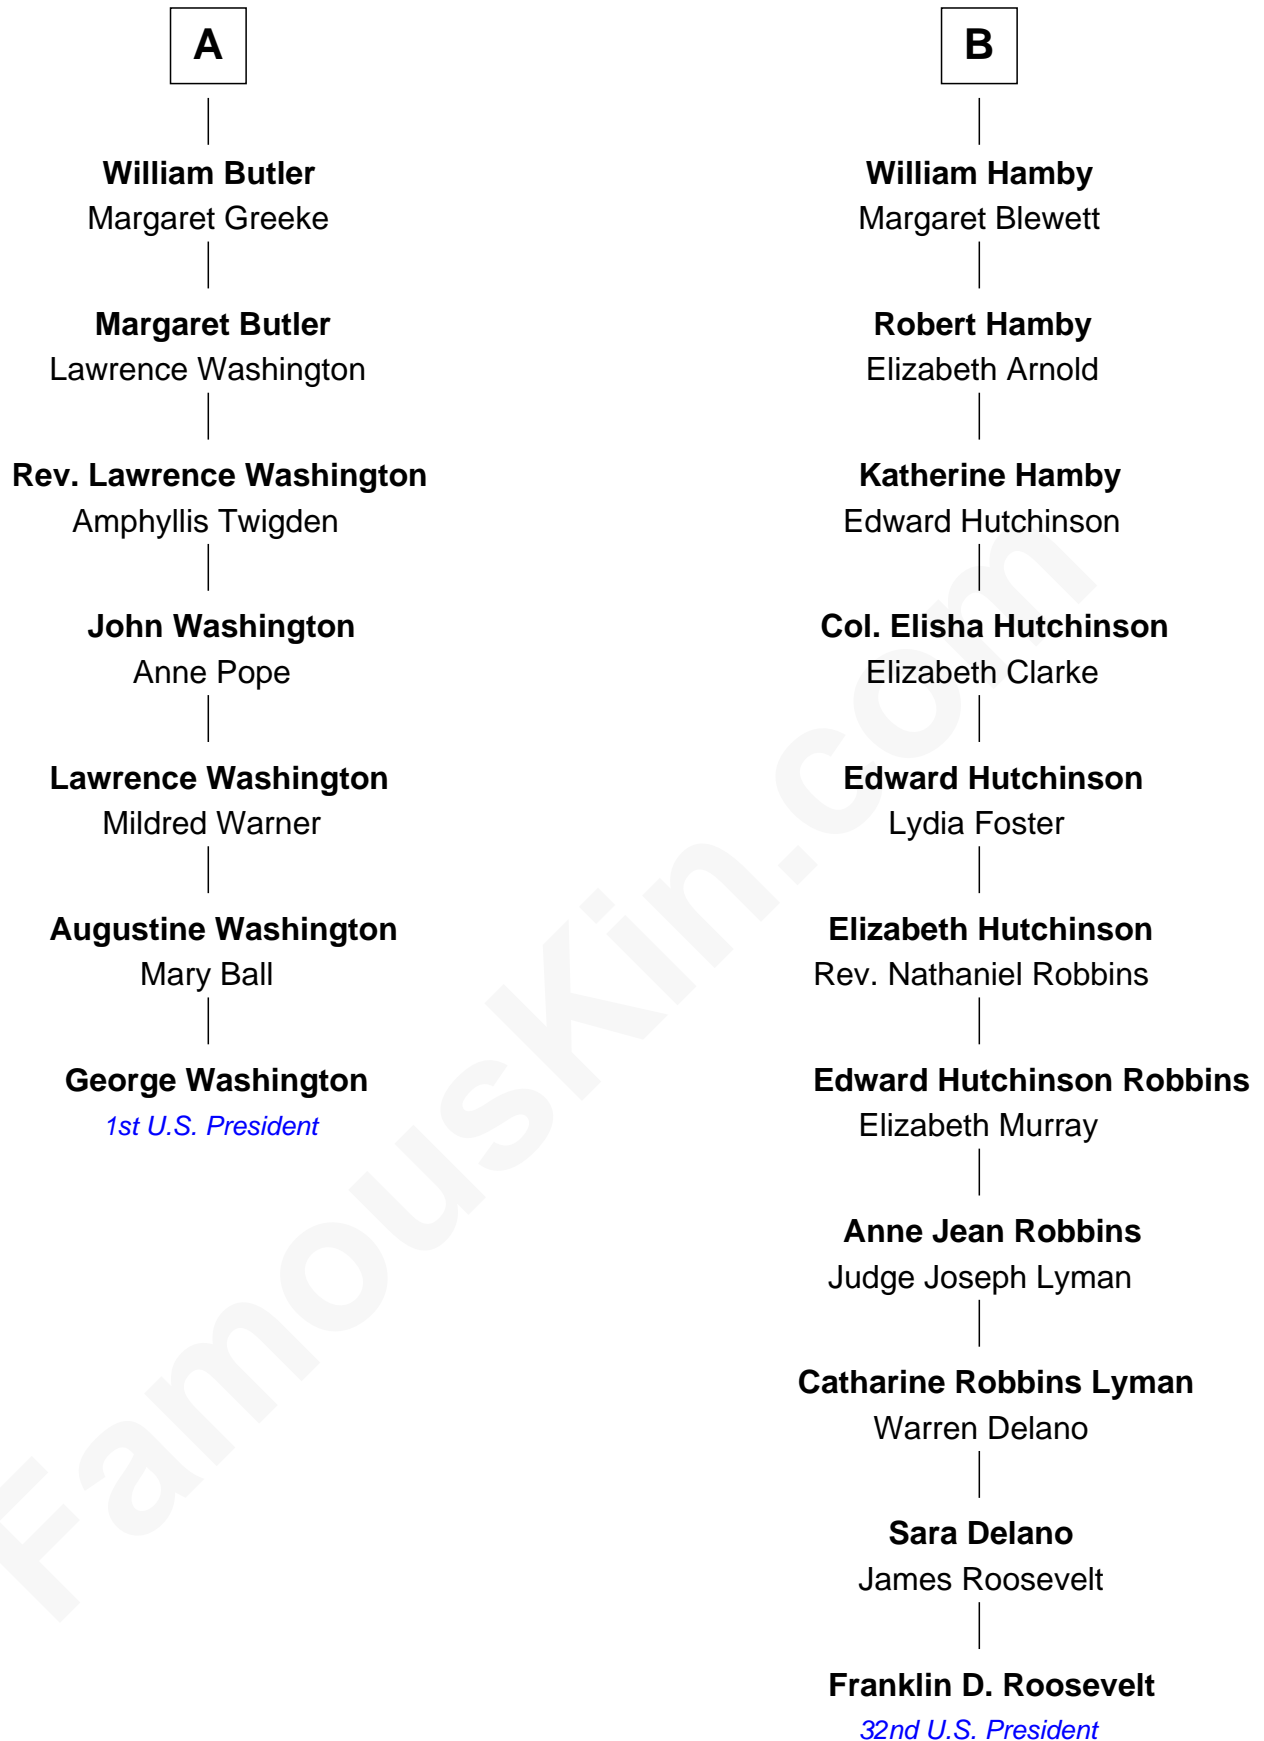 A
William Butler
Margaret Greeke
Margaret Butler
Lawrence Washington
Rev. Lawrence Washington
Amphyllis Twigden
John Washington
Anne Pope
Lawrence Washington
Mildred Warner
Augustine Washington
Mary Ball
George Washington
1st U.S. President
B
William Hamby
Margaret Blewett
Robert Hamby
Elizabeth Arnold
Katherine Hamby
Edward Hutchinson
Col. Elisha Hutchinson
Elizabeth Clarke
Edward Hutchinson
Lydia Foster
Elizabeth Hutchinson
Rev. Nathaniel Robbins
Edward Hutchinson Robbins
Elizabeth Murray
Anne Jean Robbins
Judge Joseph Lyman
Catharine Robbins Lyman
Warren Delano
Sara Delano
James Roosevelt
Franklin D. Roosevelt
32nd U.S. President
FamousKin.com